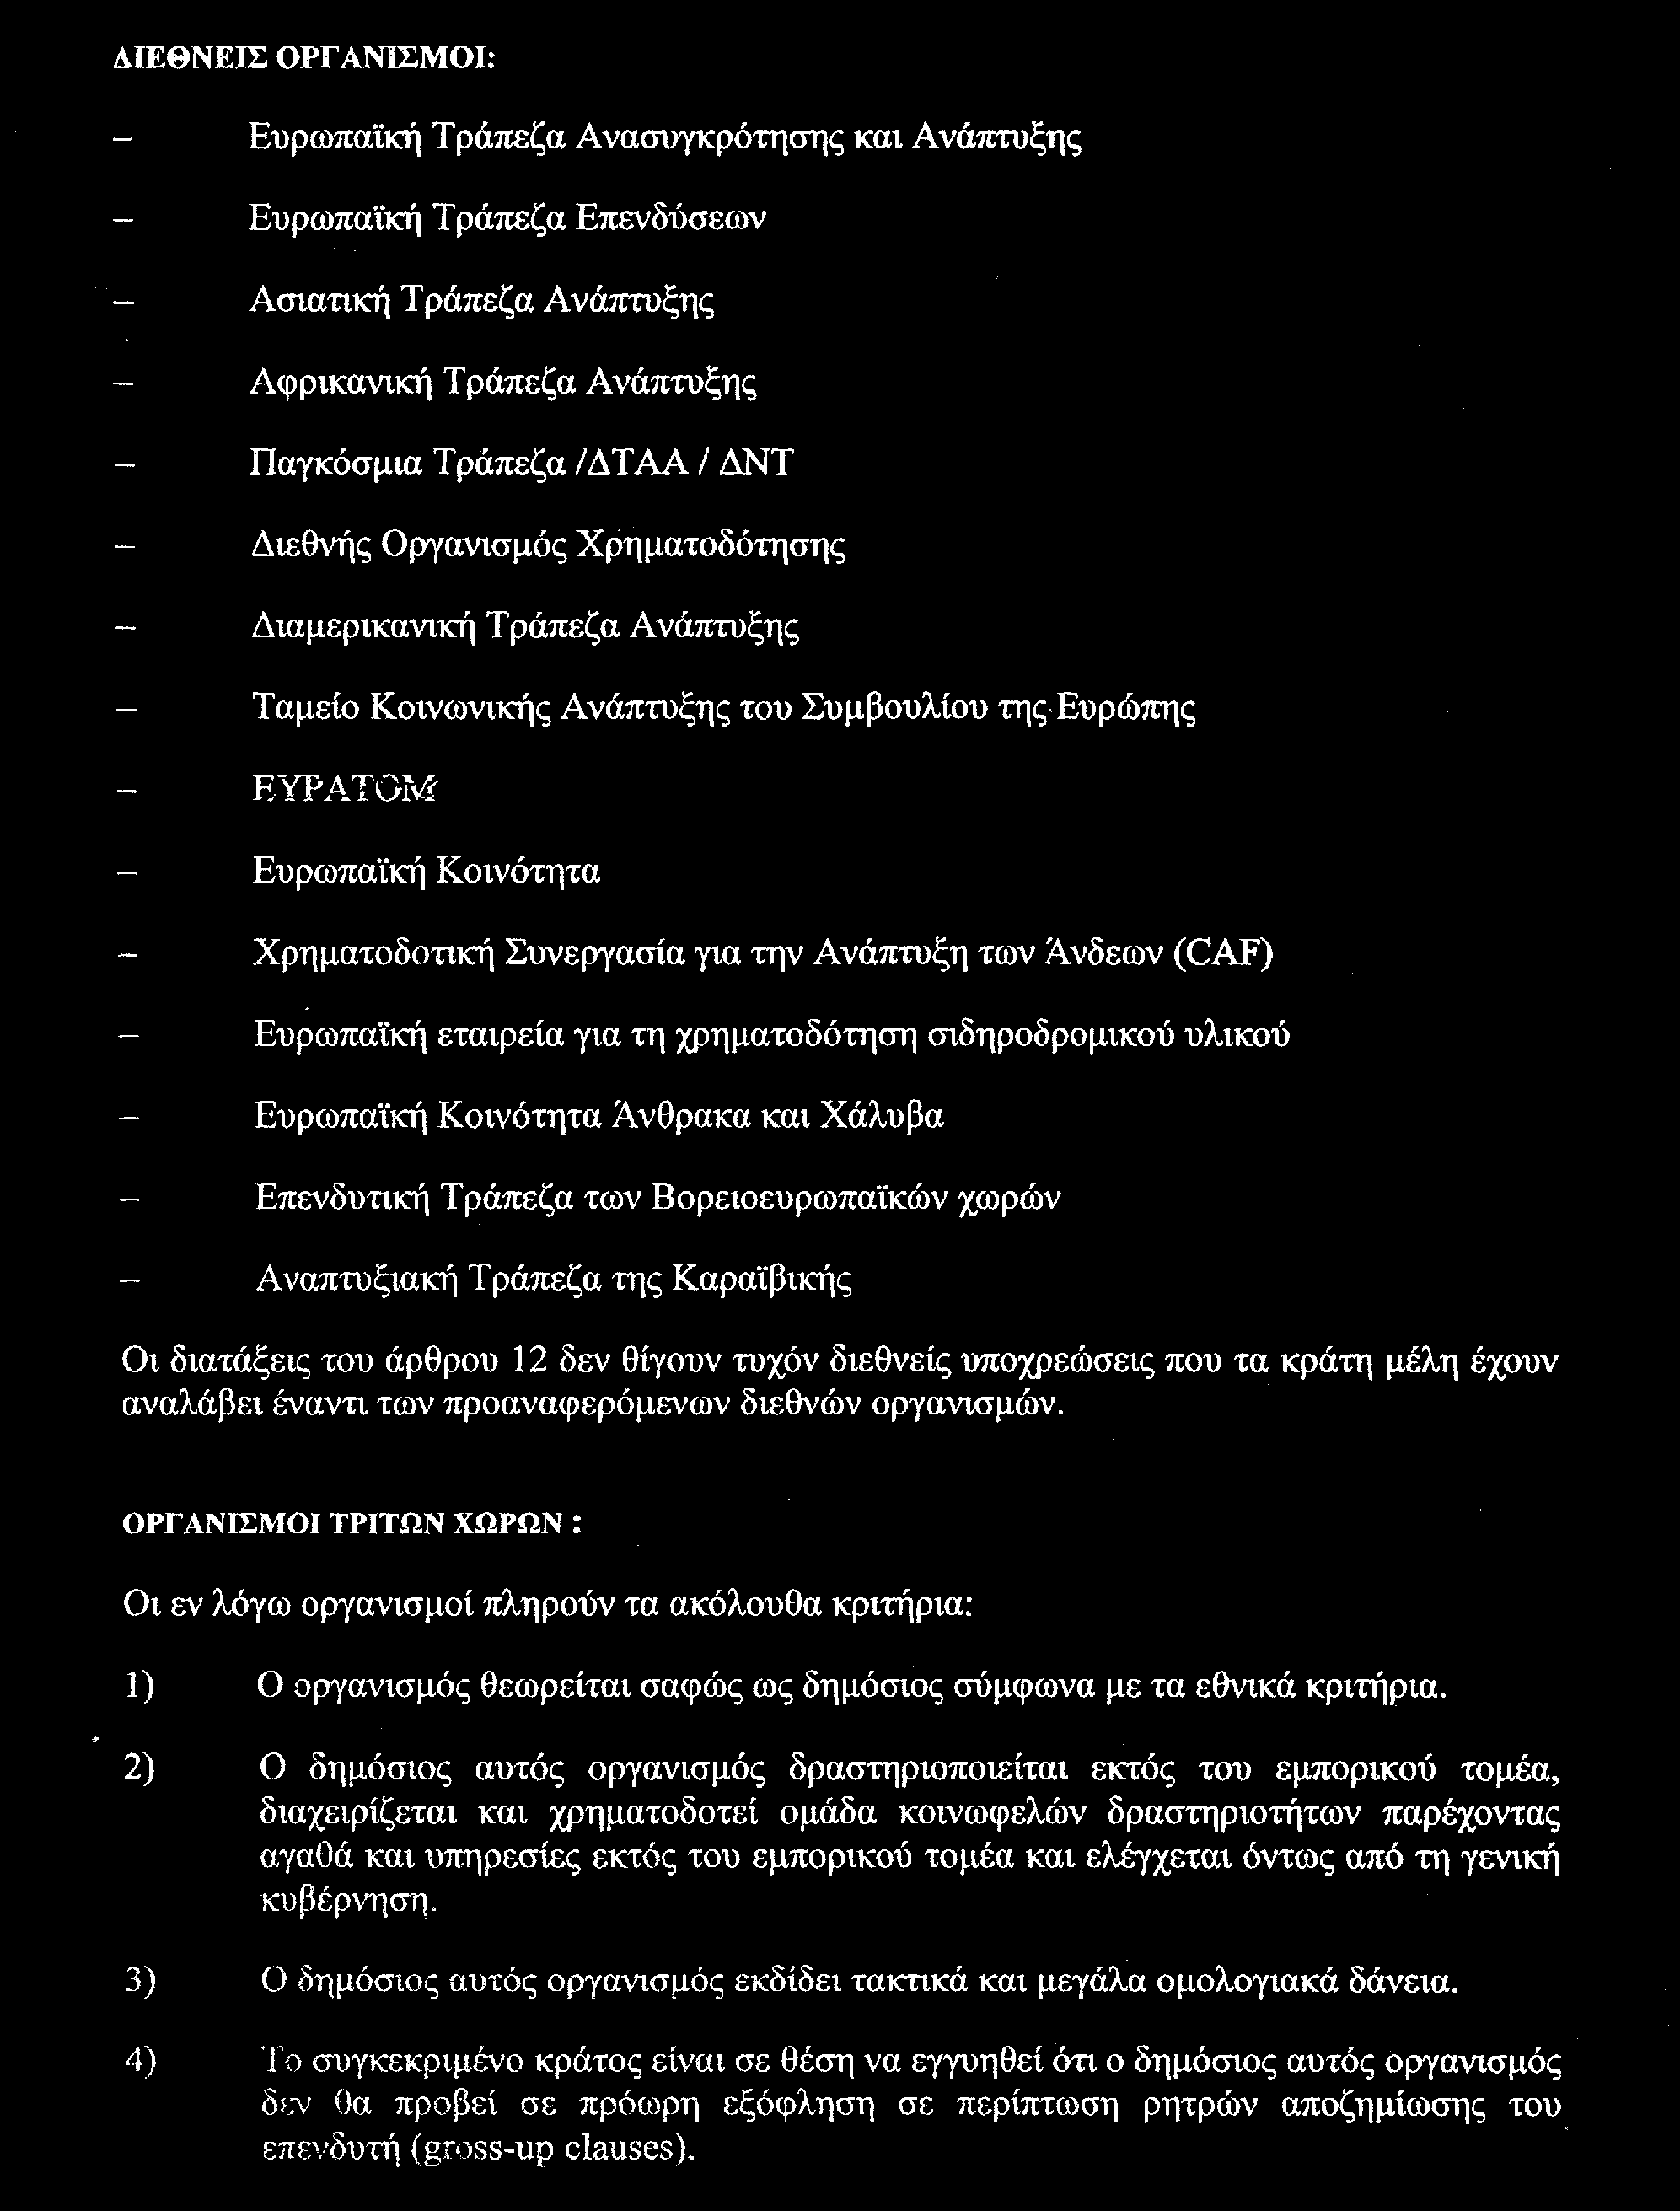 ΔΙΕΘΝΕΙΣ ΟΡΓΑΝΙΣΜΟΙ:
– Ευρωπαϊκή Τράπεζα Ανασυγκρότησης και Ανάπτυξης
– Ευρωπαϊκή Τράπεζα Επενδύσεων
– Ασιατική Τράπεζα Ανάπτυξης
– Αφρικανική Τράπεζα Ανάπτυξης
– Παγκόσμια Τράπεζα /ΔΤΑΑ / ΔΝΤ
– Διεθνής Οργανισμός Χρηματοδότησης
– Διαμερικανική Τράπεζα Ανάπτυξης
– Ταμείο Κοινωνικής Ανάπτυξης του Συμβουλίου της Ευρώπης
– ΕΥΡΑΤΟΜ
– Ευρωπαϊκή Κοινότητα
– Χρηματοδοτική Συνεργασία για την Ανάπτυξη των Άνδεων (CAF)
– Ευρωπαϊκή εταιρεία για τη χρηματοδότηση σιδηροδρομικού υλικού
– Ευρωπαϊκή Κοινότητα Άνθρακα και Χάλυβα
– Επενδυτική Τράπεζα των Βορειοευρωπαϊκών χωρών
– Αναπτυξιακή Τράπεζα της Καραϊβικής
Οι διατάξεις του άρθρου 12 δεν θίγουν τυχόν διεθνείς υποχρεώσεις που τα κράτη μέλη έχουν
αναλάβει έναντι των προαναφερόμενων διεθνών οργανισμών.
ΟΡΓΑΝΙΣΜΟΙ ΤΡΙΤΩΝ ΧΩΡΩΝ :
Οι εν λόγω οργανισμοί πληρούν τα ακόλουθα κριτήρια:
1) Ο οργανισμός θεωρείται σαφώς ως δημόσιος σύμφωνα με τα εθνικά κριτήρια.
2) Ο δημόσιος αυτός οργανισμός δραστηριοποιείται εκτός του εμπορικού τομέα,
διαχειρίζεται και χρηματοδοτεί ομάδα κοινωφελών δραστηριοτήτων παρέχοντας
αγαθά και υπηρεσίες εκτός του εμπορικού τομέα και ελέγχεται όντως από τη γενική
κυβέρνηση.
3) Ο δημόσιος αυτός οργανισμός εκδίδει τακτικά και μεγάλα ομολογιακά δάνεια.
4) Το συγκεκριμένο κράτος είναι σε θέση να εγγυηθεί ότι ο δημόσιος αυτός οργανισμός
δεν θα προβεί σε πρόωρη εξόφληση σε περίπτωση ρητρών αποζημίωσης του
επενδυτή (gross-up clauses).